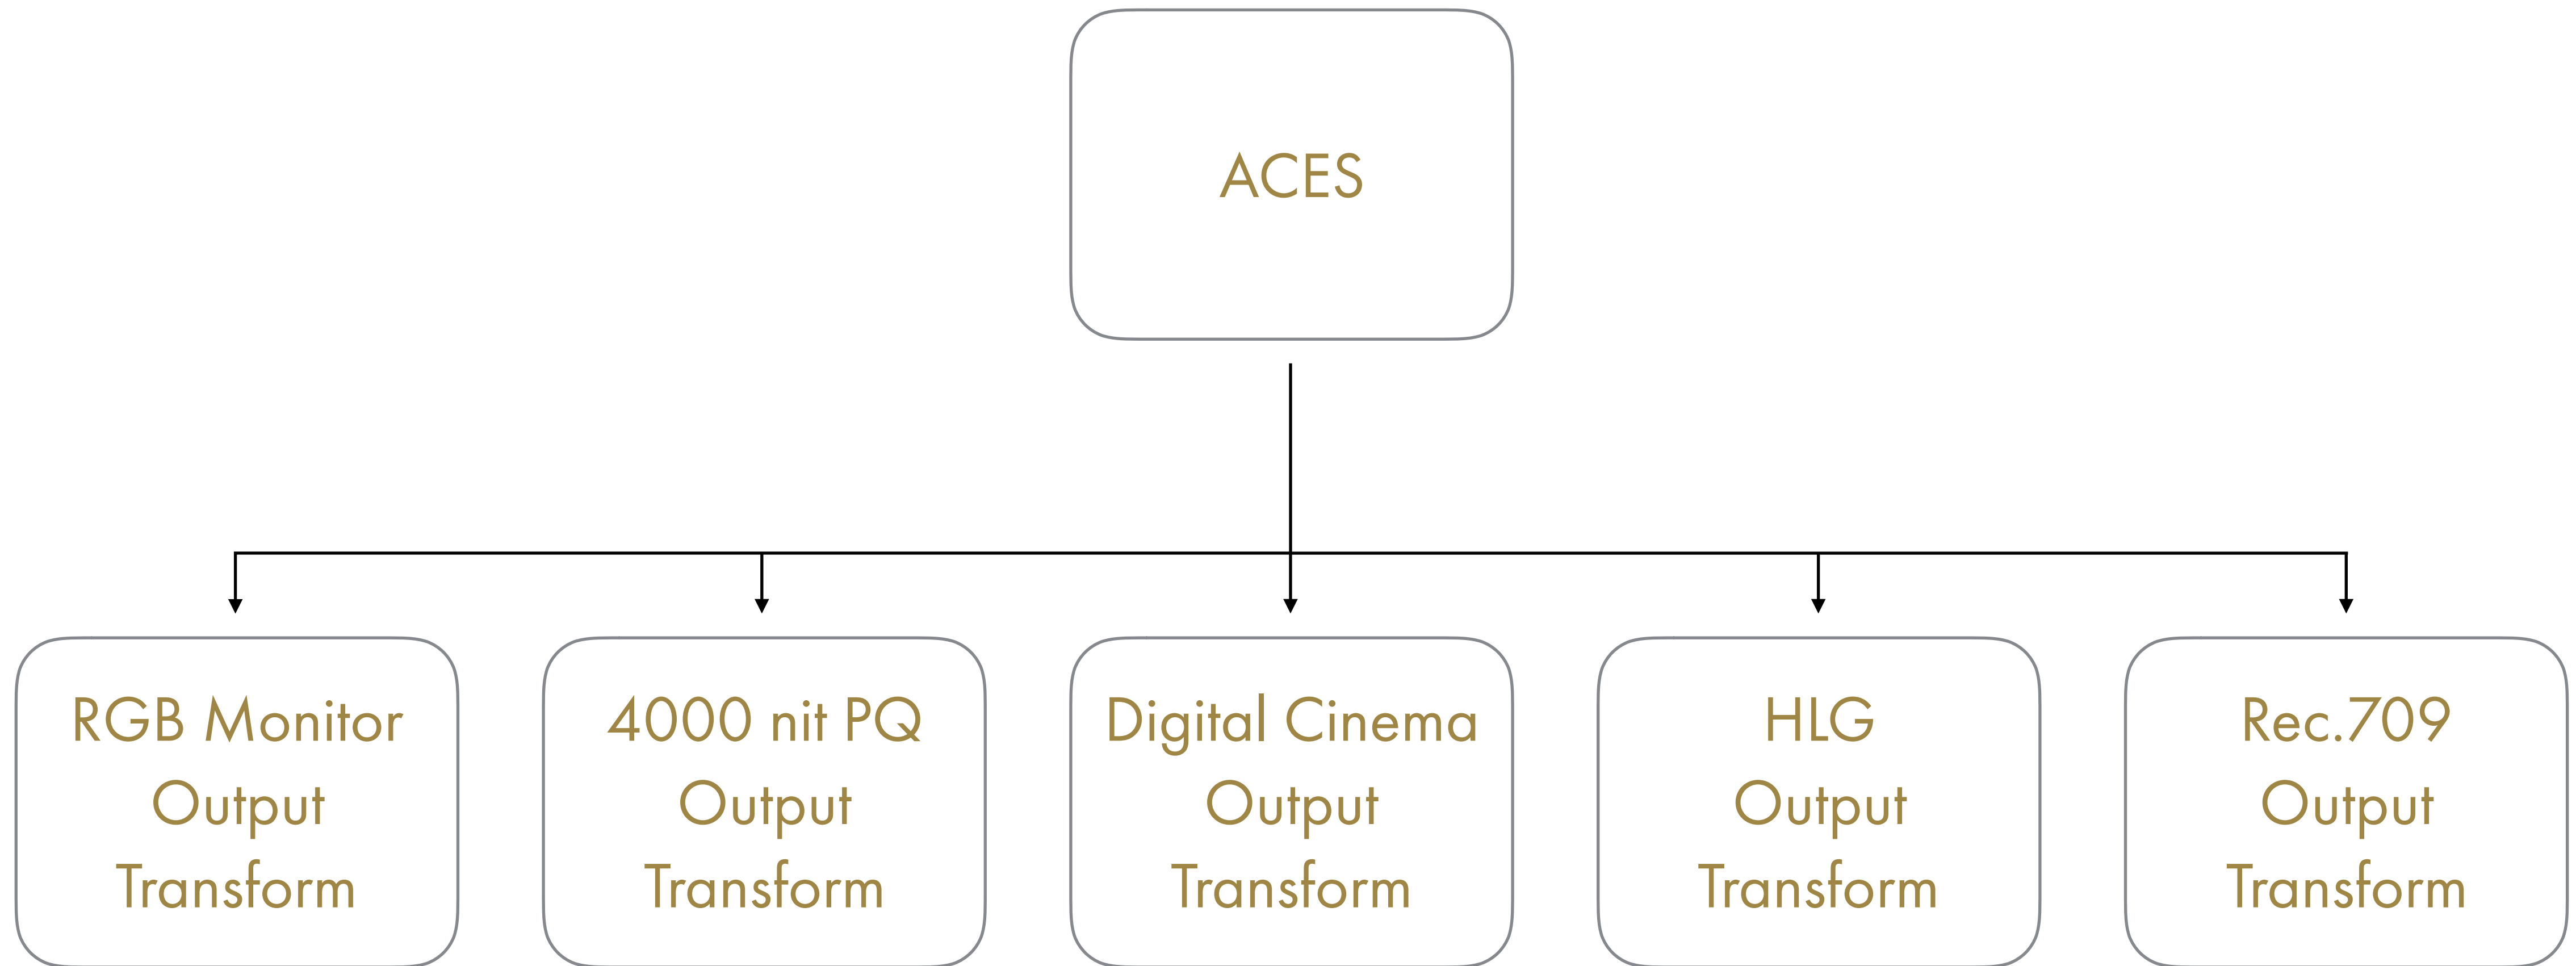 ACES
RGB Monitor
Output
Transform
4000 nit PQ
Output
Transform
Digital Cinema
Output
Transform
HLG
Output
Transform
Rec.709
Output
Transform